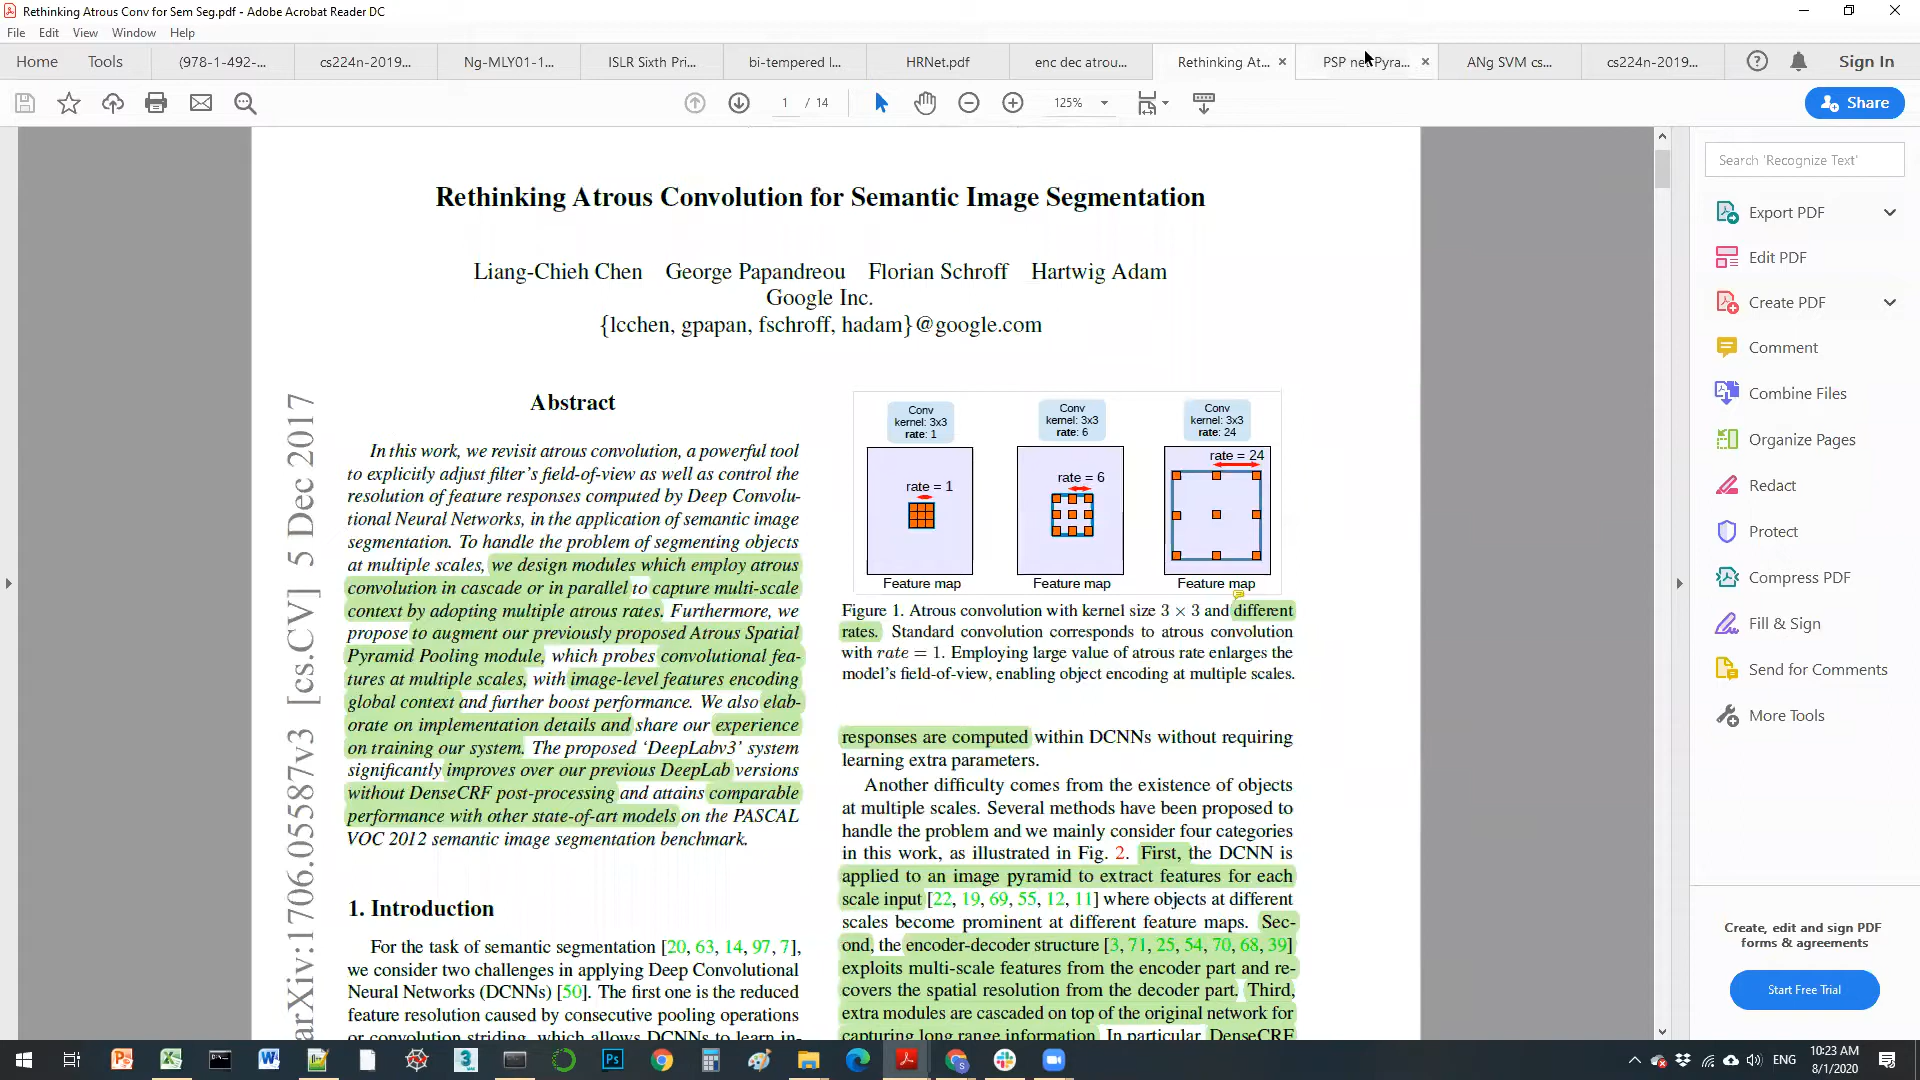 Rethinking Atrous Conv for Sem Seg.pdf - Adobe Acrobat Reader DC
File Edit View Window Help
Home Tools (978-1-492-... cs224n-2019... Ng-MLY01-1... ISLR Sixth Pri... bi-tempered l... HRNet.pdf enc dec atrou... Rethinking At... × PSP net Pyra... × ANg SVM cs... cs224n-2019... Sign In
1 / 14 125% Share
Rethinking Atrous Convolution for Semantic Image Segmentation
Liang-Chieh Chen George Papandreou Florian Schroff Hartwig Adam
Google Inc.
{lcchen, gpapan, fschroff, hadam}@google.com
arXiv:1706.05587v3 [cs.CV] 5 Dec 2017
Abstract
In this work, we revisit atrous convolution, a powerful tool
to explicitly adjust filter's field-of-view as well as control the
resolution of feature responses computed by Deep Convolu-
tional Neural Networks, in the application of semantic image
segmentation. To handle the problem of segmenting objects
at multiple scales, we design modules which employ atrous
convolution in cascade or in parallel to capture multi-scale
context by adopting multiple atrous rates. Furthermore, we
propose to augment our previously proposed Atrous Spatial
Pyramid Pooling module, which probes convolutional fea-
tures at multiple scales, with image-level features encoding
global context and further boost performance. We also elab-
orate on implementation details and share our experience
on training our system. The proposed 'DeepLabv3' system
significantly improves over our previous DeepLab versions
without DenseCRF post-processing and attains comparable
performance with other state-of-art models on the PASCAL
VOC 2012 semantic image segmentation benchmark.
1. Introduction
For the task of semantic segmentation [20, 63, 14, 97, 7],
we consider two challenges in applying Deep Convolutional
Neural Networks (DCNNs) [50]. The first one is the reduced
feature resolution caused by consecutive pooling operations
or convolution striding, which allows DCNNs to learn in-
Conv
kernel: 3x3
rate: 1
rate = 1
Feature map
Conv
kernel: 3x3
rate: 6
rate = 6
Feature map
Conv
kernel: 3x3
rate: 24
rate = 24
Feature map
Figure 1. Atrous convolution with kernel size 3 × 3 and different
rates. Standard convolution corresponds to atrous convolution
with rate = 1. Employing large value of atrous rate enlarges the
model's field-of-view, enabling object encoding at multiple scales.
responses are computed within DCNNs without requiring
learning extra parameters.
Another difficulty comes from the existence of objects
at multiple scales. Several methods have been proposed to
handle the problem and we mainly consider four categories
in this work, as illustrated in Fig. 2. First, the DCNN is
applied to an image pyramid to extract features for each
scale input [22, 19, 69, 55, 12, 11] where objects at different
scales become prominent at different feature maps. Sec-
ond, the encoder-decoder structure [3, 71, 25, 54, 70, 68, 39]
exploits multi-scale features from the encoder part and re-
covers the spatial resolution from the decoder part. Third,
extra modules are cascaded on top of the original network for
capturing long range information. In particular, DenseCRF
Search 'Recognize Text'
Export PDF
Edit PDF
Create PDF
Comment
Combine Files
Organize Pages
Redact
Protect
Compress PDF
Fill & Sign
Send for Comments
More Tools
Create, edit and sign PDF
forms & agreements
Start Free Trial
ENG
10:23 AM
8/1/2020